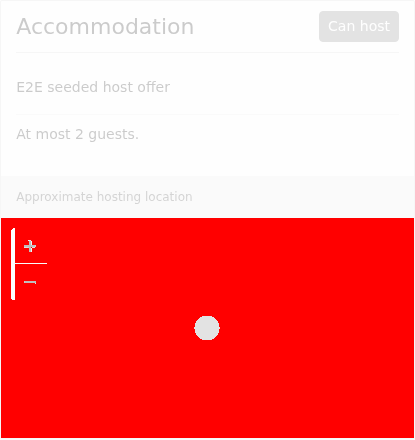 Accommodation
Can host
E2E seeded host offer
At most 2 guests.
Approximate hosting location
+
−